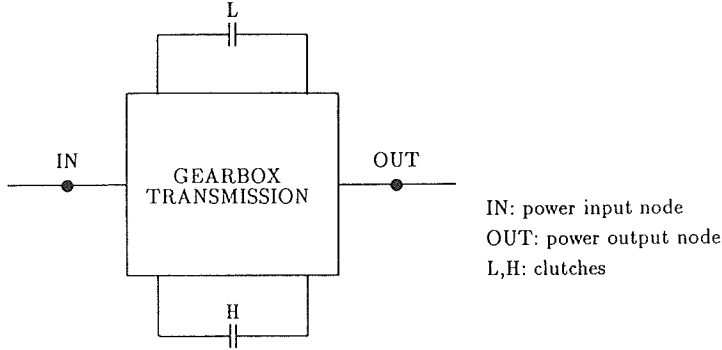 L
IN
OUT
GEARBOX
TRANSMISSION
IN: power input node
OUT: power output node
L,H: clutches
H